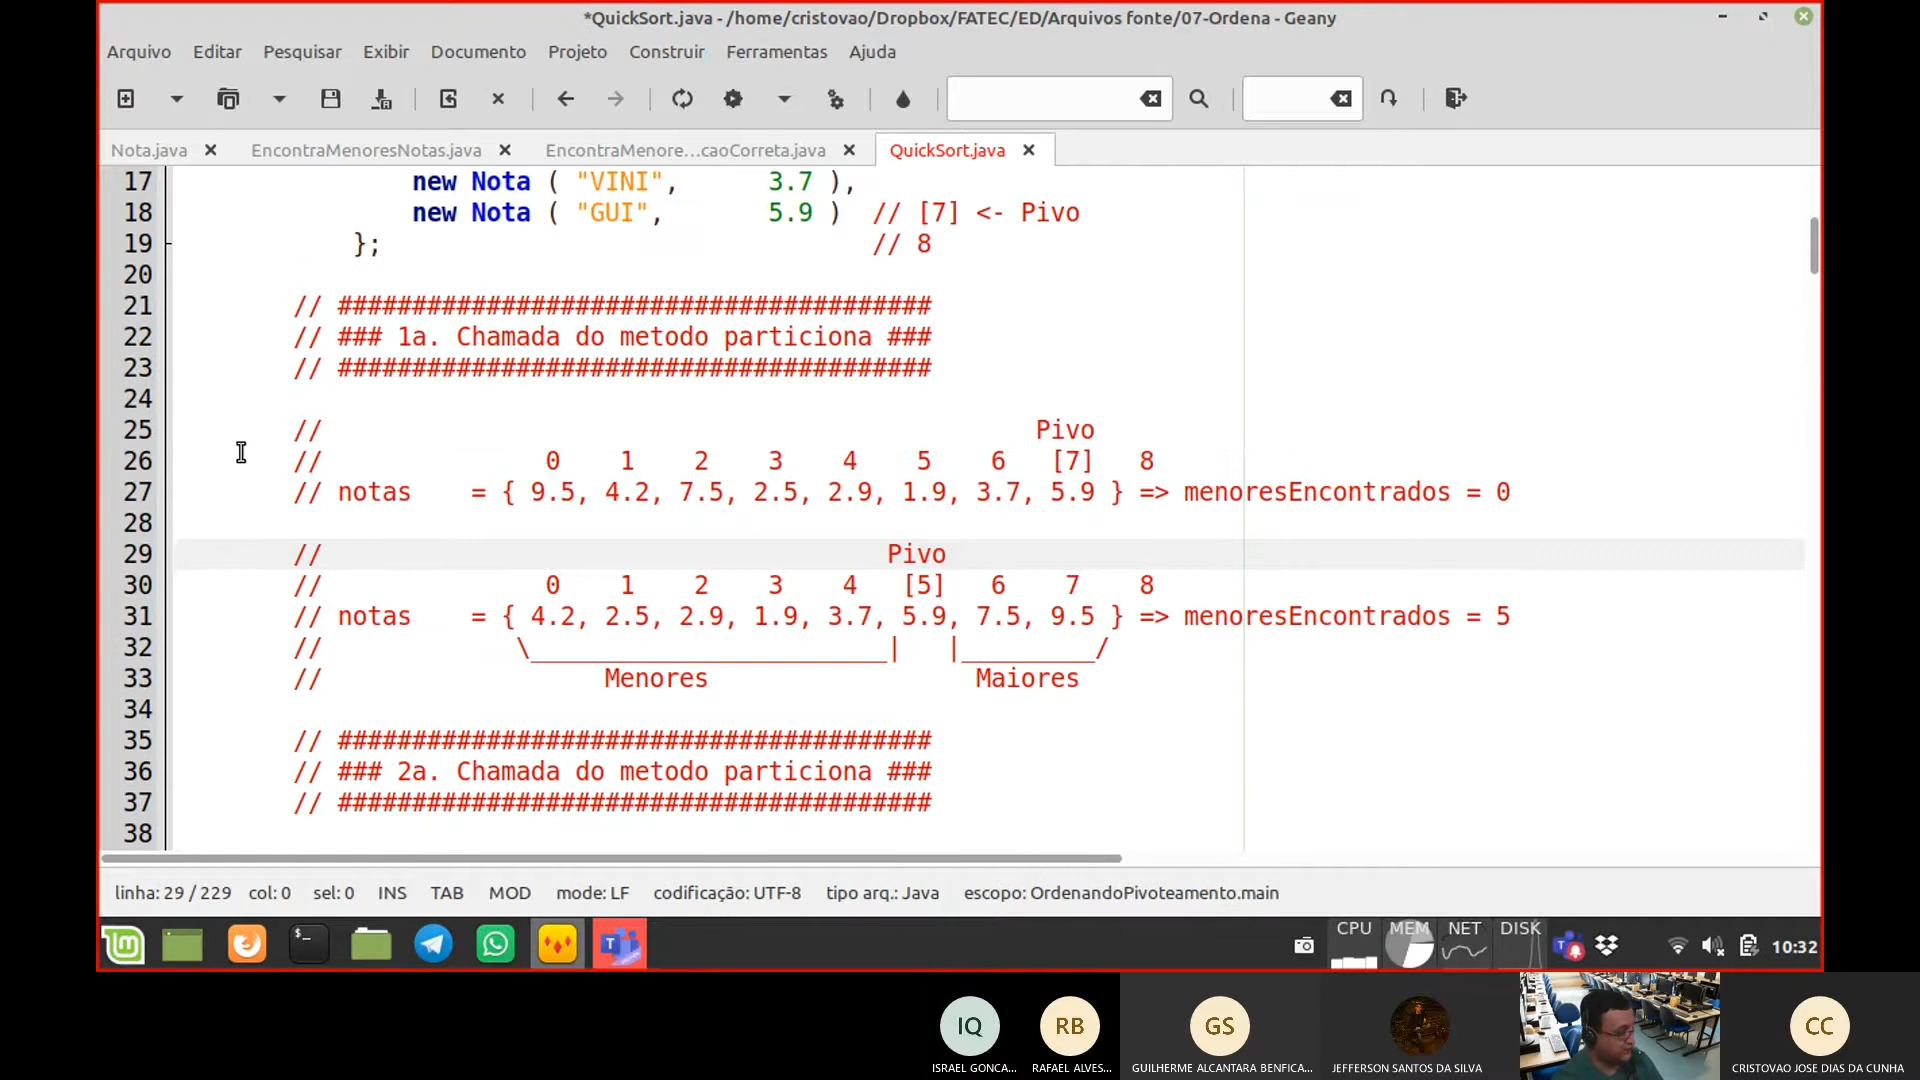 *QuickSort.java - /home/cristovao/Dropbox/FATEC/ED/Arquivos fonte/07-Ordena - Geany
Arquivo Editar Pesquisar Exibir Documento Projeto Construir Ferramentas Ajuda
Nota.java EncontraMenoresNotas.java EncontraMenore...caoCorreta.java QuickSort.java
17 new Nota ( "VINI", 3.7 ),
18 new Nota ( "GUI", 5.9 ) // [7] <- Pivo
19 }; // 8
20
21 // ########################################
22 // ### 1a. Chamada do metodo particiona ###
23 // ########################################
24
25 // Pivo
26 // 0 1 2 3 4 5 6 [7] 8
27 // notas = { 9.5, 4.2, 7.5, 2.5, 2.9, 1.9, 3.7, 5.9 } => menoresEncontrados = 0
28
29 // Pivo
30 // 0 1 2 3 4 [5] 6 7 8
31 // notas = { 4.2, 2.5, 2.9, 1.9, 3.7, 5.9, 7.5, 9.5 } => menoresEncontrados = 5
32 // \________________________| |_________/
33 // Menores Maiores
34
35 // ########################################
36 // ### 2a. Chamada do metodo particiona ###
37 // ########################################
38
linha: 29 / 229 col: 0 sel: 0 INS TAB MOD mode: LF codificação: UTF-8 tipo arq.: Java escopo: OrdenandoPivoteamento.main
$_ T CPU MEM NET DISK 10:32
IQ RB GS CC
ISRAEL GONCA... RAFAEL ALVES... GUILHERME ALCANTARA BENFICA... JEFFERSON SANTOS DA SILVA CRISTOVAO JOSE DIAS DA CUNHA